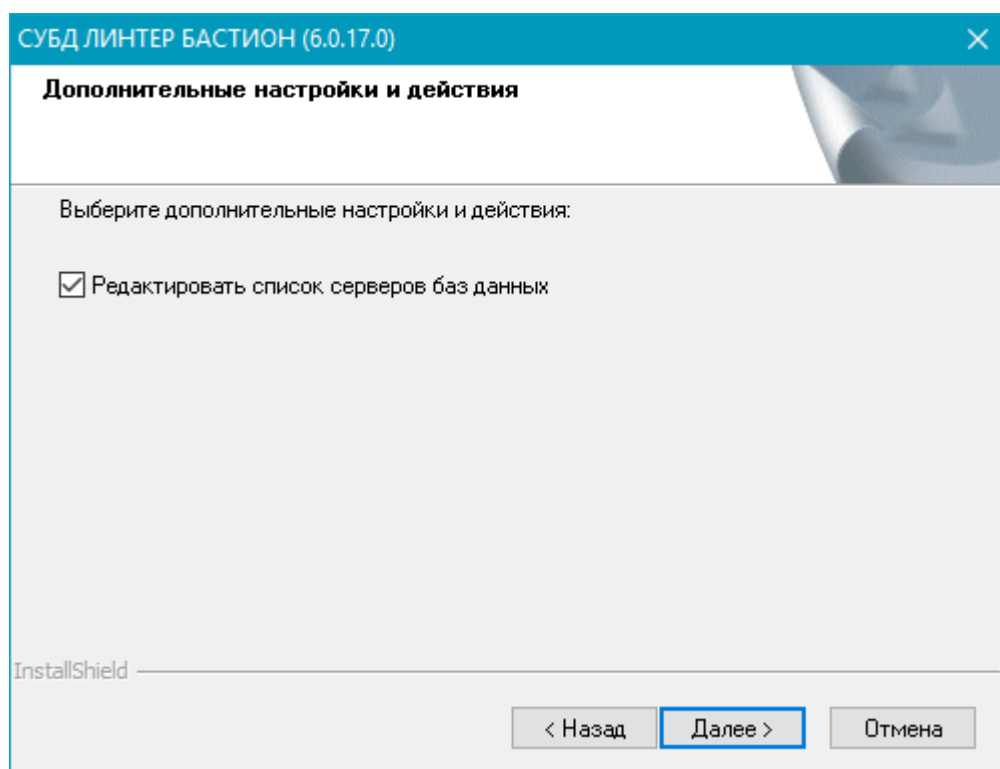 СУБД ЛИНТЕР БАСТИОН (6.0.17.0)
Дополнительные настройки и действия
Выберите дополнительные настройки и действия:
Редактировать список серверов баз данных
InstallShield
< Назад
Далее >
Отмена